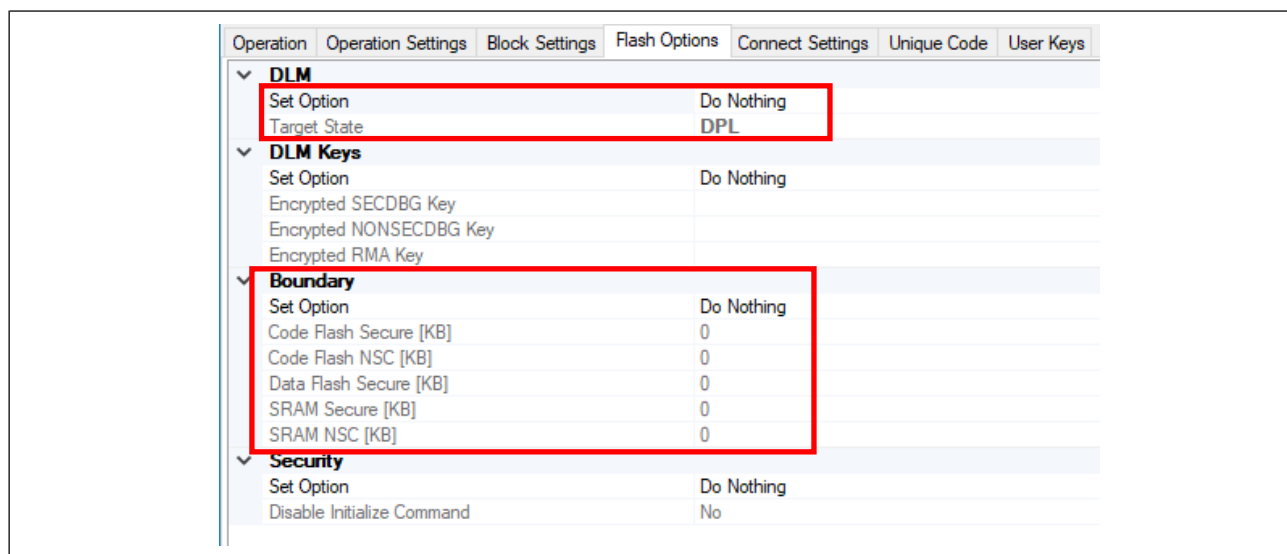 Operation Operation Settings Block Settings Flash Options Connect Settings Unique Code User Keys
DLM
Set Option Do Nothing
Target State DPL
DLM Keys
Set Option Do Nothing
Encrypted SECDBG Key
Encrypted NONSECDBG Key
Encrypted RMA Key
Boundary
Set Option Do Nothing
Code Flash Secure [KB] 0
Code Flash NSC [KB] 0
Data Flash Secure [KB] 0
SRAM Secure [KB] 0
SRAM NSC [KB] 0
Security
Set Option Do Nothing
Disable Initialize Command No